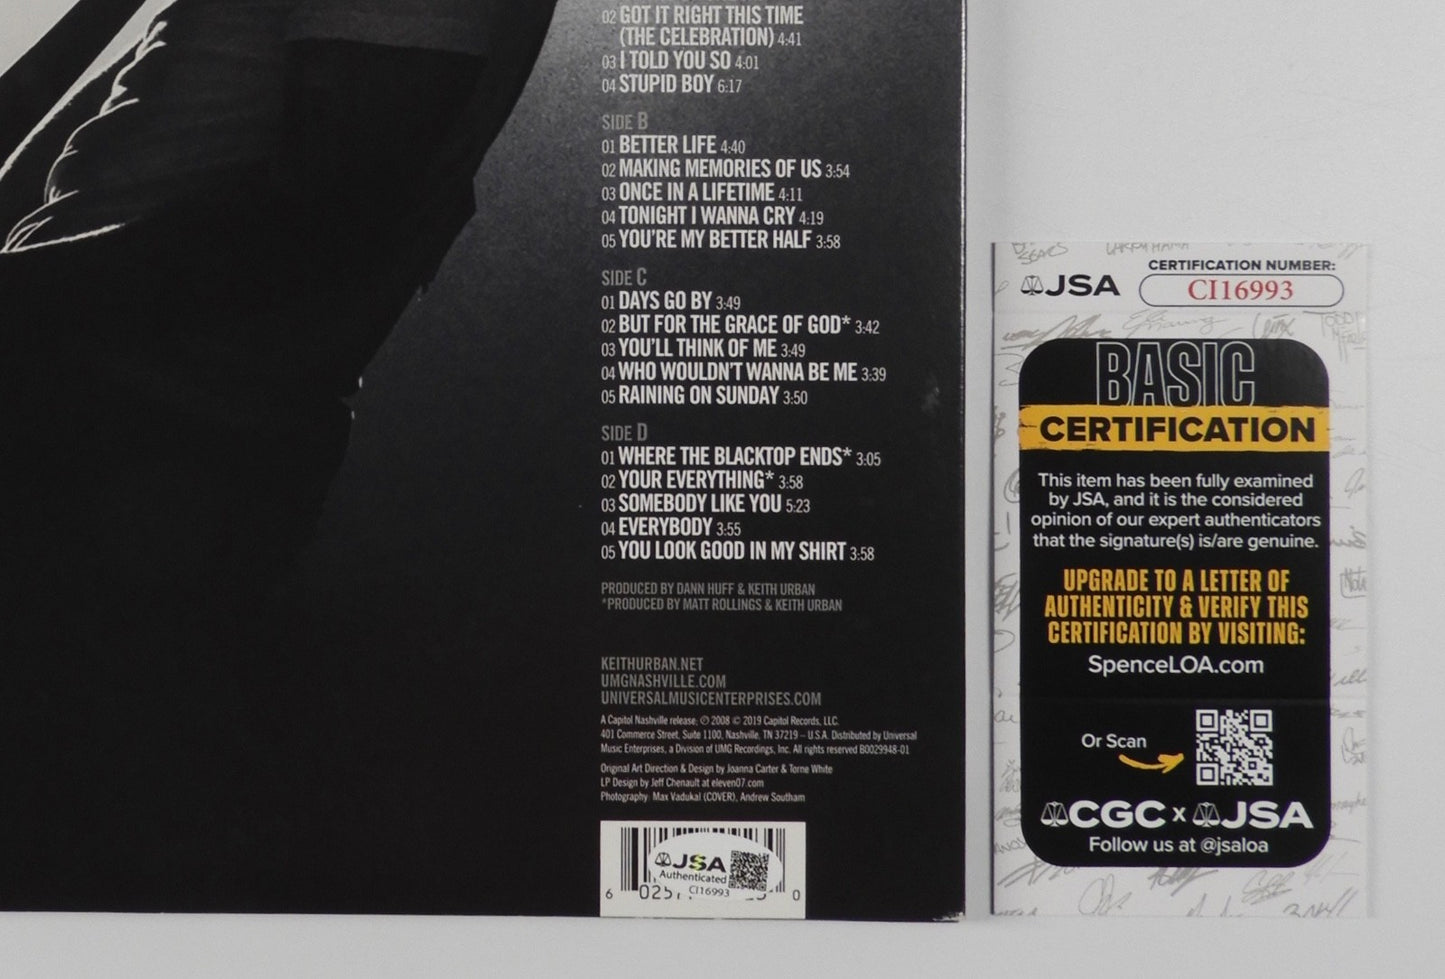 02 GOT IT RIGHT THIS TIME
(THE CELEBRATION) 4:41
03 I TOLD YOU SO 4:01
04 STUPID BOY 6:17
SIDE B
01 BETTER LIFE 4:40
02 MAKING MEMORIES OF US 3:54
03 ONCE IN A LIFETIME 4:11
04 TONIGHT I WANNA CRY 4:19
05 YOU'RE MY BETTER HALF 3:58
SIDE C
01 DAYS GO BY 3:49
02 BUT FOR THE GRACE OF GOD* 3:42
03 YOU'LL THINK OF ME 3:49
04 WHO WOULDN'T WANNA BE ME 3:39
05 RAINING ON SUNDAY 3:50
SIDE D
01 WHERE THE BLACKTOP ENDS* 3:05
02 YOUR EVERYTHING* 3:58
03 SOMEBODY LIKE YOU 5:23
04 EVERYBODY 3:55
05 YOU LOOK GOOD IN MY SHIRT 3:58
PRODUCED BY DANN HUFF & KEITH URBAN
*PRODUCED BY MATT ROLLINGS & KEITH URBAN
KEITHURBAN.NET
UMGNASHVILLE.COM
UNIVERSALMUSICENTERPRISES.COM
A Capitol Nashville release; ℗ 2008 © 2019 Capitol Records, LLC.
401 Commerce Street, Suite 1100, Nashville, TN 37219 – U.S.A. Distributed by Universal
Music Enterprises, a Division of UMG Recordings, Inc. All rights reserved B0029948-01
Original Art Direction & Design by Joanna Carter & Torne White
LP Design by Jeff Chenault at eleven07.com
Photography: Max Vadukal (COVER), Andrew Southam
JSA
Authenticated
CI16993
6 0257 0
JSA
CERTIFICATION NUMBER:
CI16993
BASIC
CERTIFICATION
This item has been fully examined
by JSA, and it is the considered
opinion of our expert authenticators
that the signature(s) is/are genuine.
UPGRADE TO A LETTER OF
AUTHENTICITY & VERIFY THIS
CERTIFICATION BY VISITING:
SpenceLOA.com
Or Scan
CGC x JSA
Follow us at @jsaloa